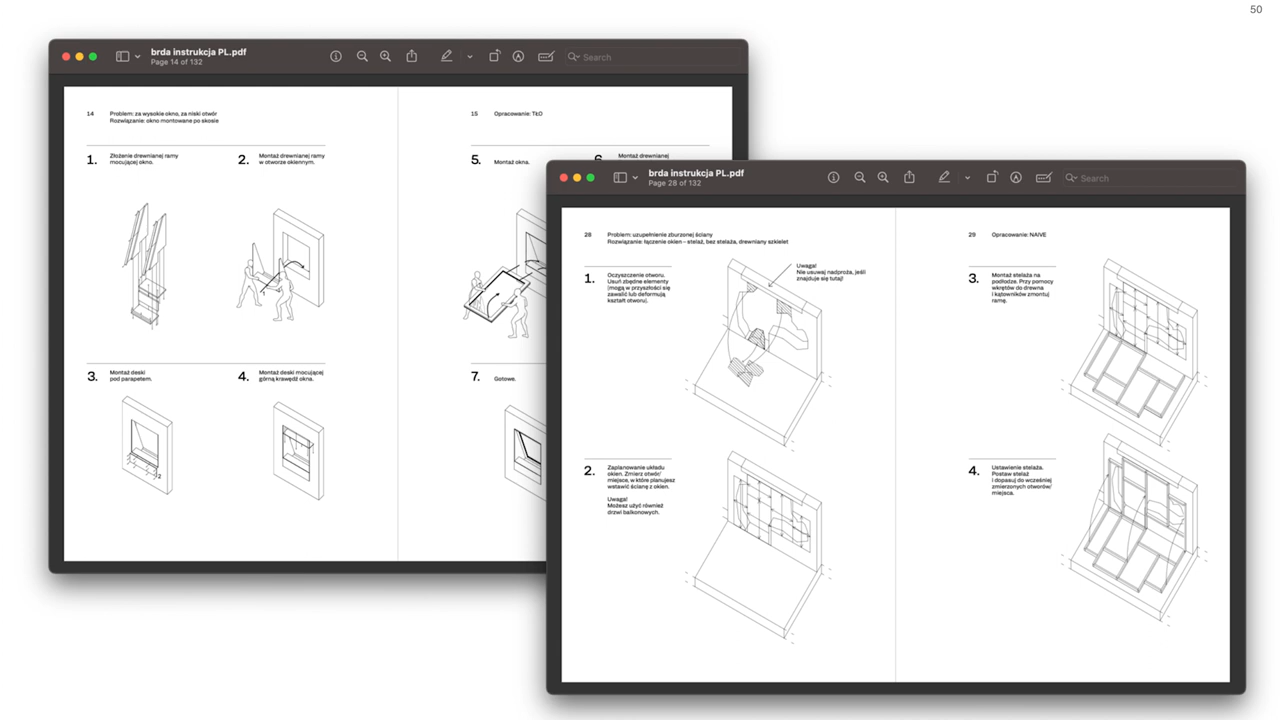 50
brda instrukcja PL.pdf
Page 14 of 132
Search
14
Problem: za wysokie okno, za niski otwór
Rozwiązanie: okno montowane po skosie
15
Opracowanie: TŁO
1.
Złożenie drewnianej ramy
mocującej okno.
2.
Montaż drewnianej ramy
w otworze okiennym.
5.
Montaż okna.
6.
Montaż drewnianej
3.
Montaż deski
pod parapetem.
4.
Montaż deski mocującej
górną krawędź okna.
7.
Gotowe.
brda instrukcja PL.pdf
Page 28 of 132
Search
28
Problem: uzupełnienie zburzonej ściany
Rozwiązanie: łączenie okien – stelaż, bez stelaża, drewniany szkielet
29
Opracowanie: NAIVE
1.
Oczyszczenie otworu.
Usuń zbędne elementy
(mogą w przyszłości się
zawalić lub deformują
kształt otworu).
Uwaga!
Nie usuwaj nadproża, jeśli
znajduje się tutaj!
2.
Zaplanowanie układu
okien. Zmierz otwór/
miejsce, w które planujesz
wstawić ścianę z okien.
Uwaga!
Możesz użyć również
drzwi balkonowych.
3.
Montaż stelaża na
podłodze. Przy pomocy
wkrętów do drewna
i kątowników zmontuj
ramę.
4.
Ustawienie stelaża.
Postaw stelaż
i dopasuj do wcześniej
zmierzonych otworów/
miejsca.